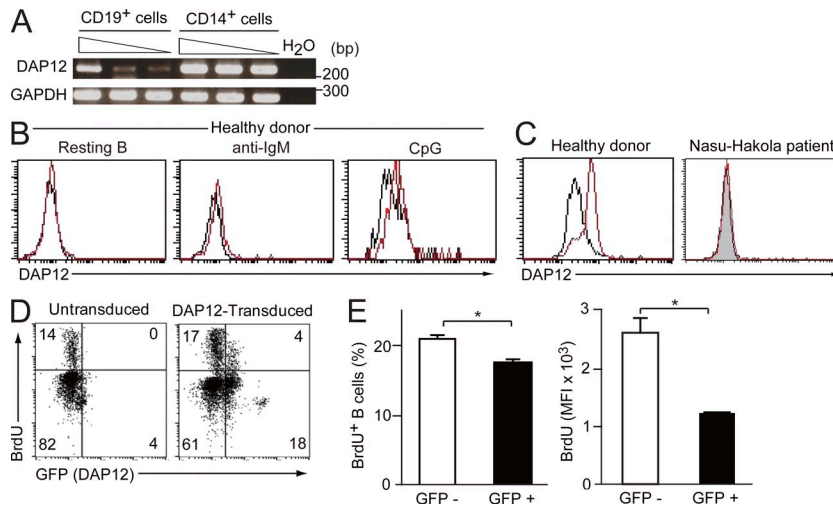 A
CD19+ cells CD14+ cells
H2O (bp)
DAP12
200
GAPDH
300
B
Healthy donor
Resting B anti-IgM CpG
DAP12
C
Healthy donor Nasu-Hakola patient
DAP12
D
Untransduced DAP12-Transduced
14 0 17 4
82 4 61 18
BrdU
GFP (DAP12)
E
*
20
10
0
BrdU+ B cells (%)
GFP - GFP +
*
3
2
1
0
BrdU (MFI x 103)
GFP - GFP +